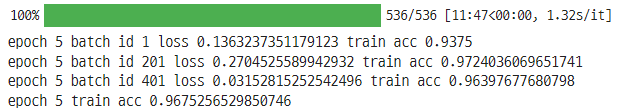 100% 536/536 [11:47<00:00, 1.32s/it]
epoch 5 batch id 1 loss 0.1363237351179123 train acc 0.9375
epoch 5 batch id 201 loss 0.2704525589942932 train acc 0.9724036069651741
epoch 5 batch id 401 loss 0.03152815252542496 train acc 0.96397677680798
epoch 5 train acc 0.9675256529850746